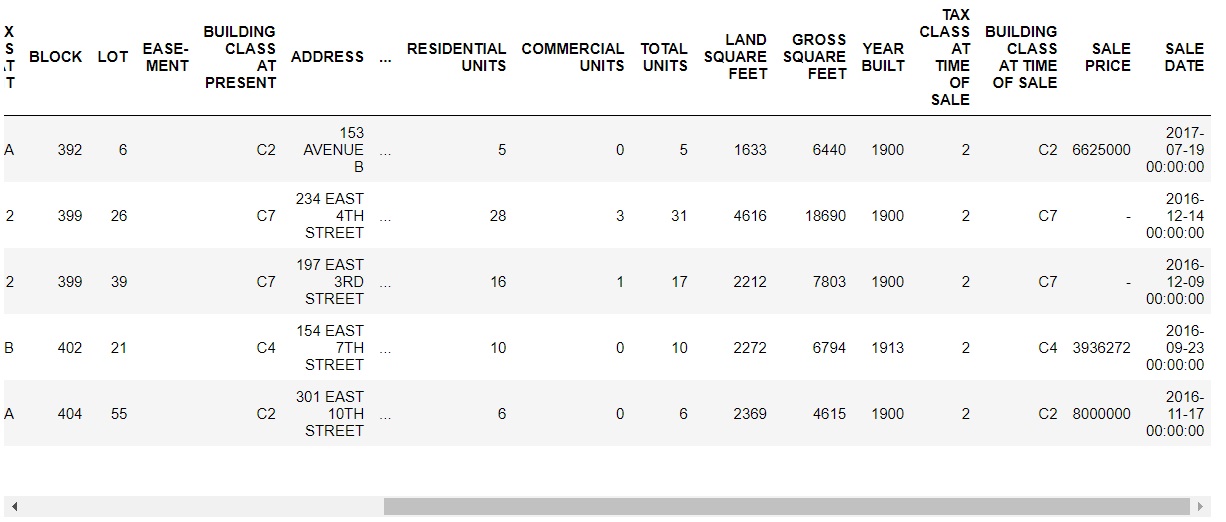 X S A T T BLOCK LOT EASE-MENT BUILDING CLASS AT PRESENT ADDRESS ... RESIDENTIAL UNITS COMMERCIAL UNITS TOTAL UNITS LAND SQUARE FEET GROSS SQUARE FEET YEAR BUILT TAX CLASS AT TIME OF SALE BUILDING CLASS AT TIME OF SALE SALE PRICE SALE DATE
A 392 6 C2 153 AVENUE B ... 5 0 5 1633 6440 1900 2 C2 6625000 2017-07-19 00:00:00
2 399 26 C7 234 EAST 4TH STREET ... 28 3 31 4616 18690 1900 2 C7 - 2016-12-14 00:00:00
2 399 39 C7 197 EAST 3RD STREET ... 16 1 17 2212 7803 1900 2 C7 - 2016-12-09 00:00:00
B 402 21 C4 154 EAST 7TH STREET ... 10 0 10 2272 6794 1913 2 C4 3936272 2016-09-23 00:00:00
A 404 55 C2 301 EAST 10TH STREET ... 6 0 6 2369 4615 1900 2 C2 8000000 2016-11-17 00:00:00